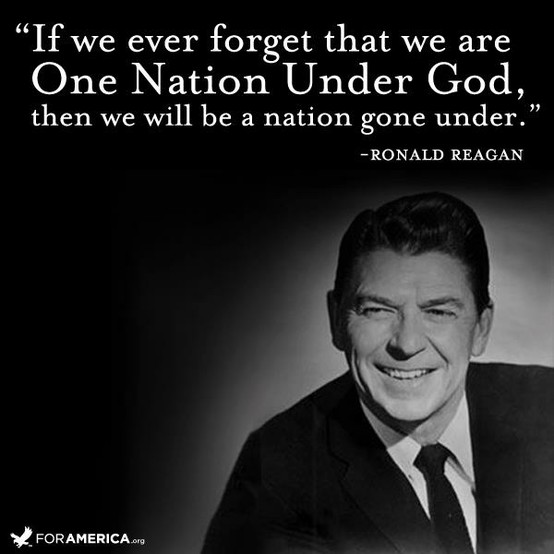 “If we ever forget that we are
One Nation Under God,
then we will be a nation gone under.”
-RONALD REAGAN
FORAMERICA.org